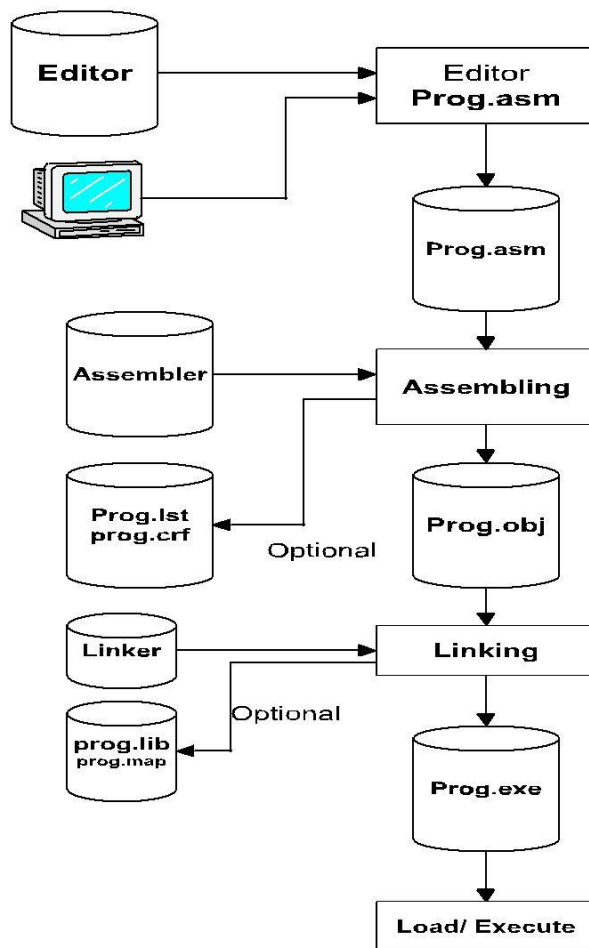 Editor
Editor
Prog.asm
Prog.asm
Assembler
Assembling
Prog.lst
prog.crf
Optional
Prog.obj
Linker
Linking
Optional
prog.lib
prog.map
Prog.exe
Load/ Execute